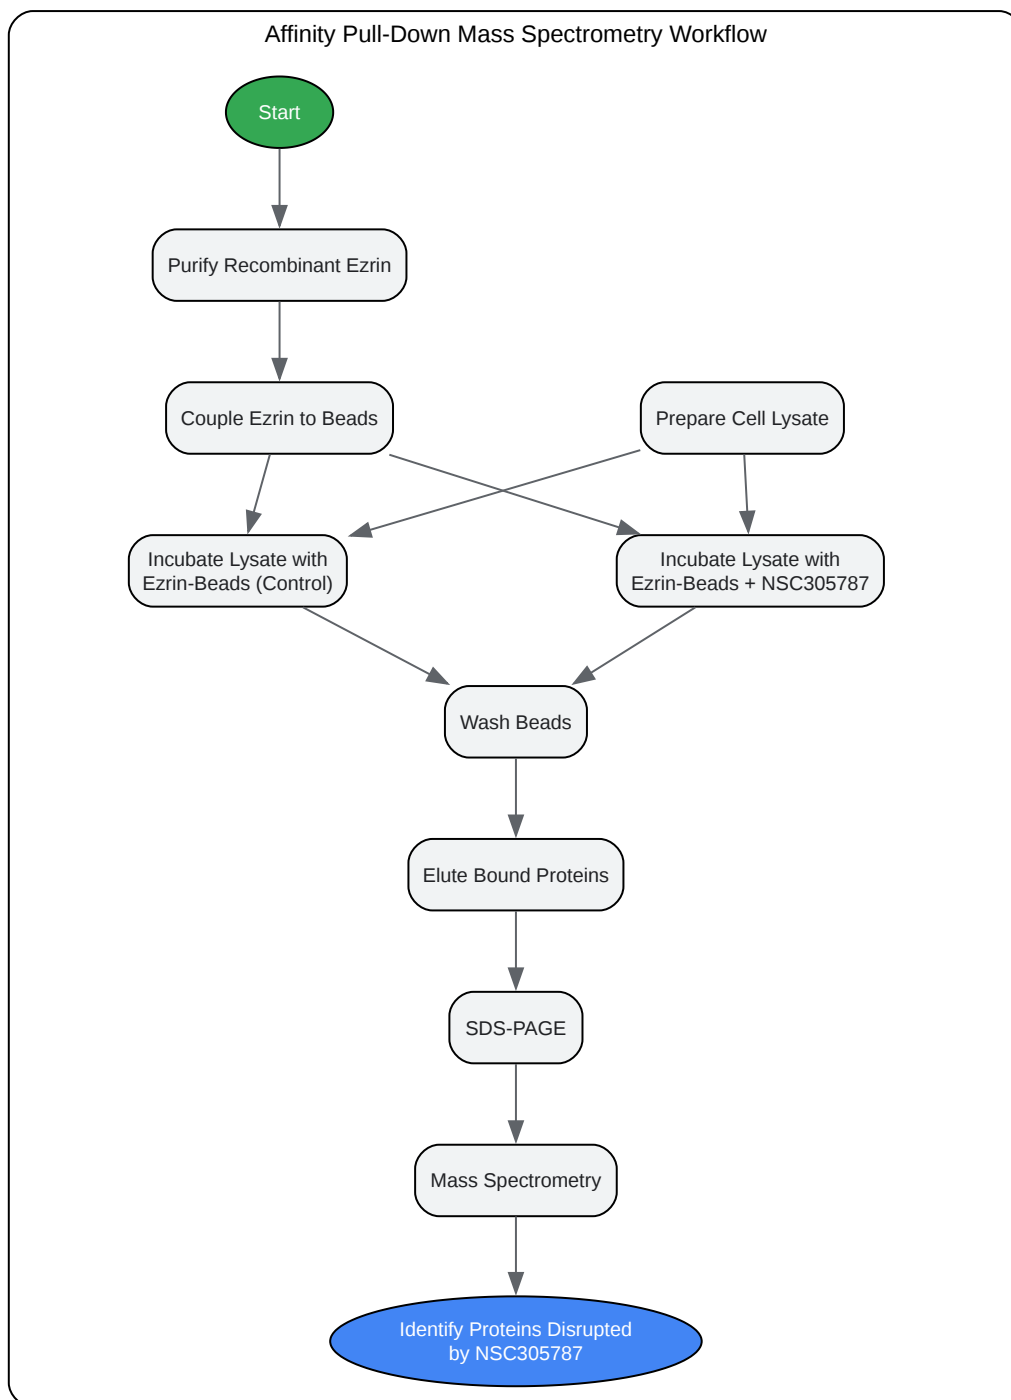 Affinity Pull-Down Mass Spectrometry Workflow
Start
Purify Recombinant Ezrin
Couple Ezrin to Beads
Prepare Cell Lysate
Incubate Lysate with
Ezrin-Beads (Control)
Incubate Lysate with
Ezrin-Beads + NSC305787
Wash Beads
Elute Bound Proteins
SDS-PAGE
Mass Spectrometry
Identify Proteins Disrupted
by NSC305787